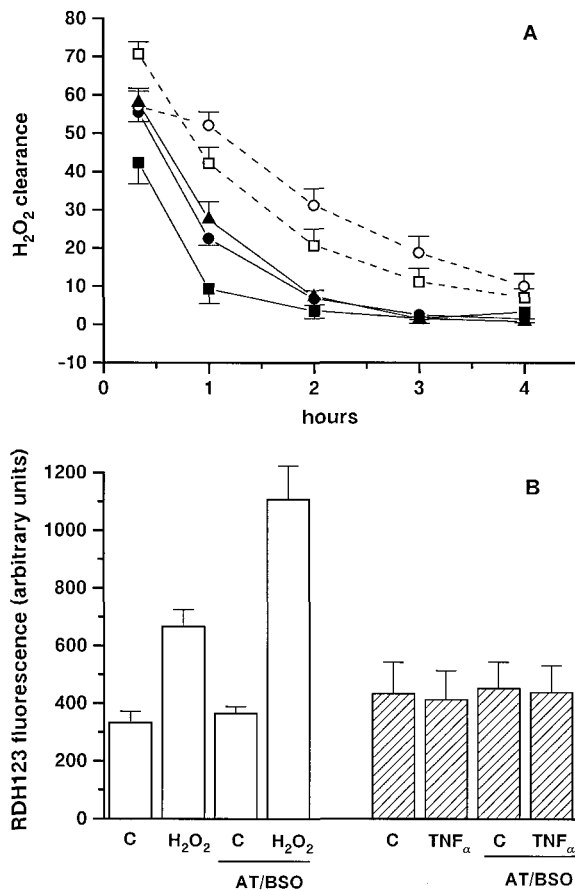 A
H₂O₂ clearance
80
70
60
50
40
30
20
10
0
-10
0
1
2
3
4
hours
B
RDH123 fluorescence (arbitrary units)
1200
1000
800
600
400
200
0
C
H₂O₂
C
H₂O₂
AT/BSO
C
TNFα
C
TNFα
AT/BSO